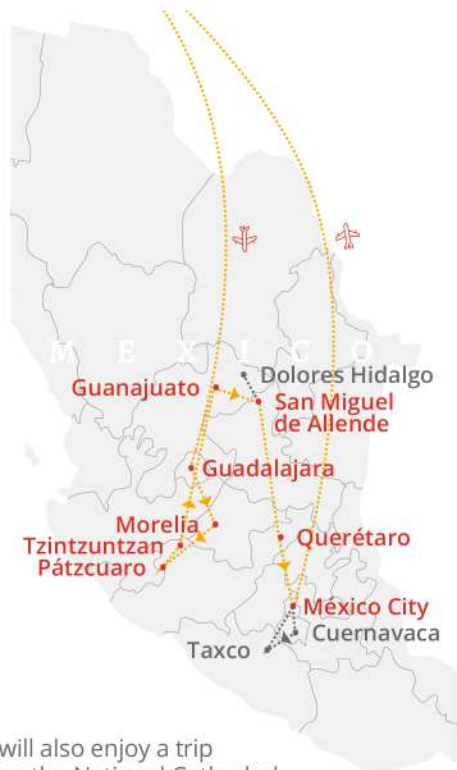 M E X I C O
Dolores Hidalgo
Guanajuato
San Miguel
de Allende
Guadalajara
Morelia
Tzintzuntzan
Querétaro
Pátzcuaro
México City
Cuernavaca
Taxco
will also enjoy a trip